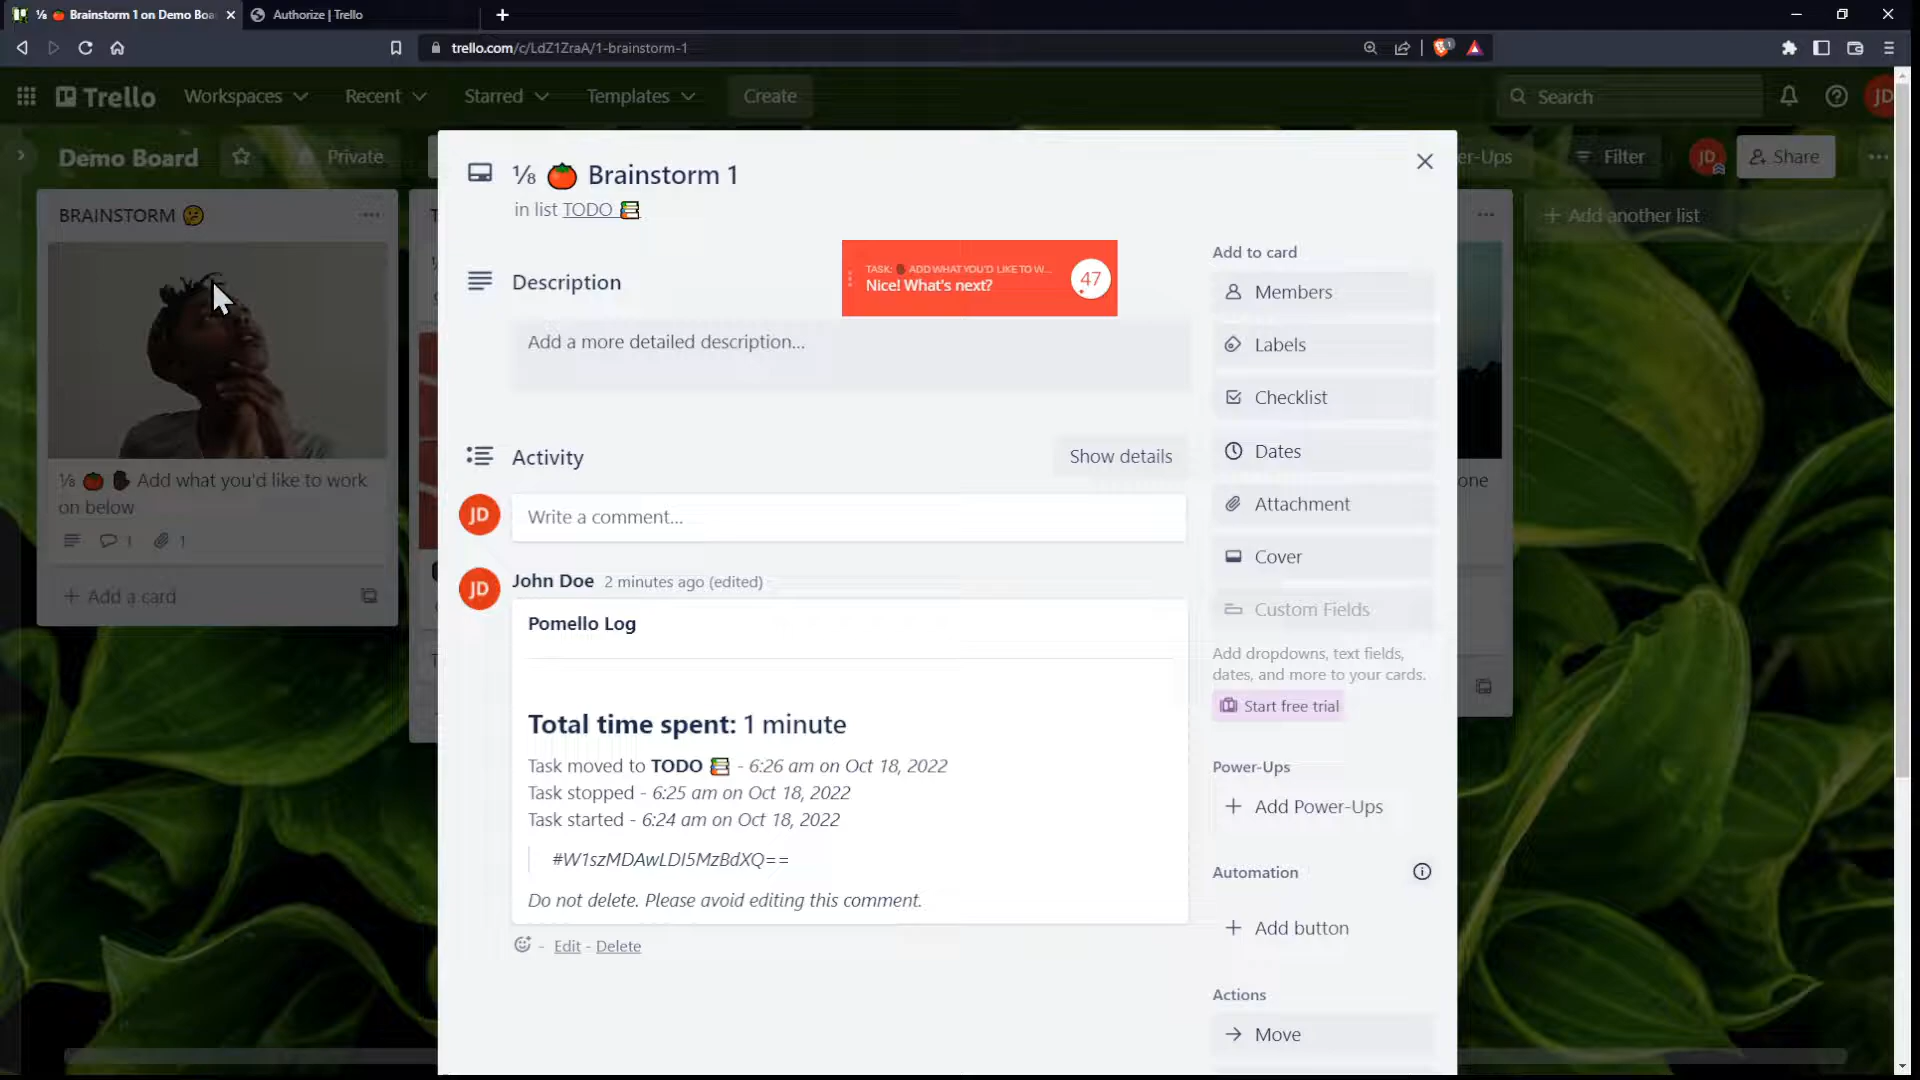 ⅛ 🍅 Brainstorm 1 on Demo Boa
Authorize | Trello
trello.com/c/LdZ1ZraA/1-brainstorm-1
Trello
Workspaces
Recent
Starred
Templates
Create
Search
JD
Demo Board
Private
er-Ups
Filter
JD
Share
BRAINSTORM 🤔
⅛ 🍅 🗣 Add what you'd like to work
on below
1
1
+ Add a card
⅛ 🍅 Brainstorm 1
in list TODO 📚
Description
TASK: 🗣 ADD WHAT YOU'D LIKE TO W...
Nice! What's next?
47
Add a more detailed description...
Activity
Show details
JD
Write a comment...
JD
John Doe 2 minutes ago (edited)
Pomello Log
Total time spent: 1 minute
Task moved to TODO 📚 - 6:26 am on Oct 18, 2022
Task stopped - 6:25 am on Oct 18, 2022
Task started - 6:24 am on Oct 18, 2022
#W1szMDAwLDI5MzBdXQ==
Do not delete. Please avoid editing this comment.
- Edit - Delete
Add to card
Members
Labels
Checklist
Dates
Attachment
Cover
Custom Fields
Add dropdowns, text fields,
dates, and more to your cards.
Start free trial
Power-Ups
+ Add Power-Ups
Automation
+ Add button
Actions
Move
+ Add another list
one